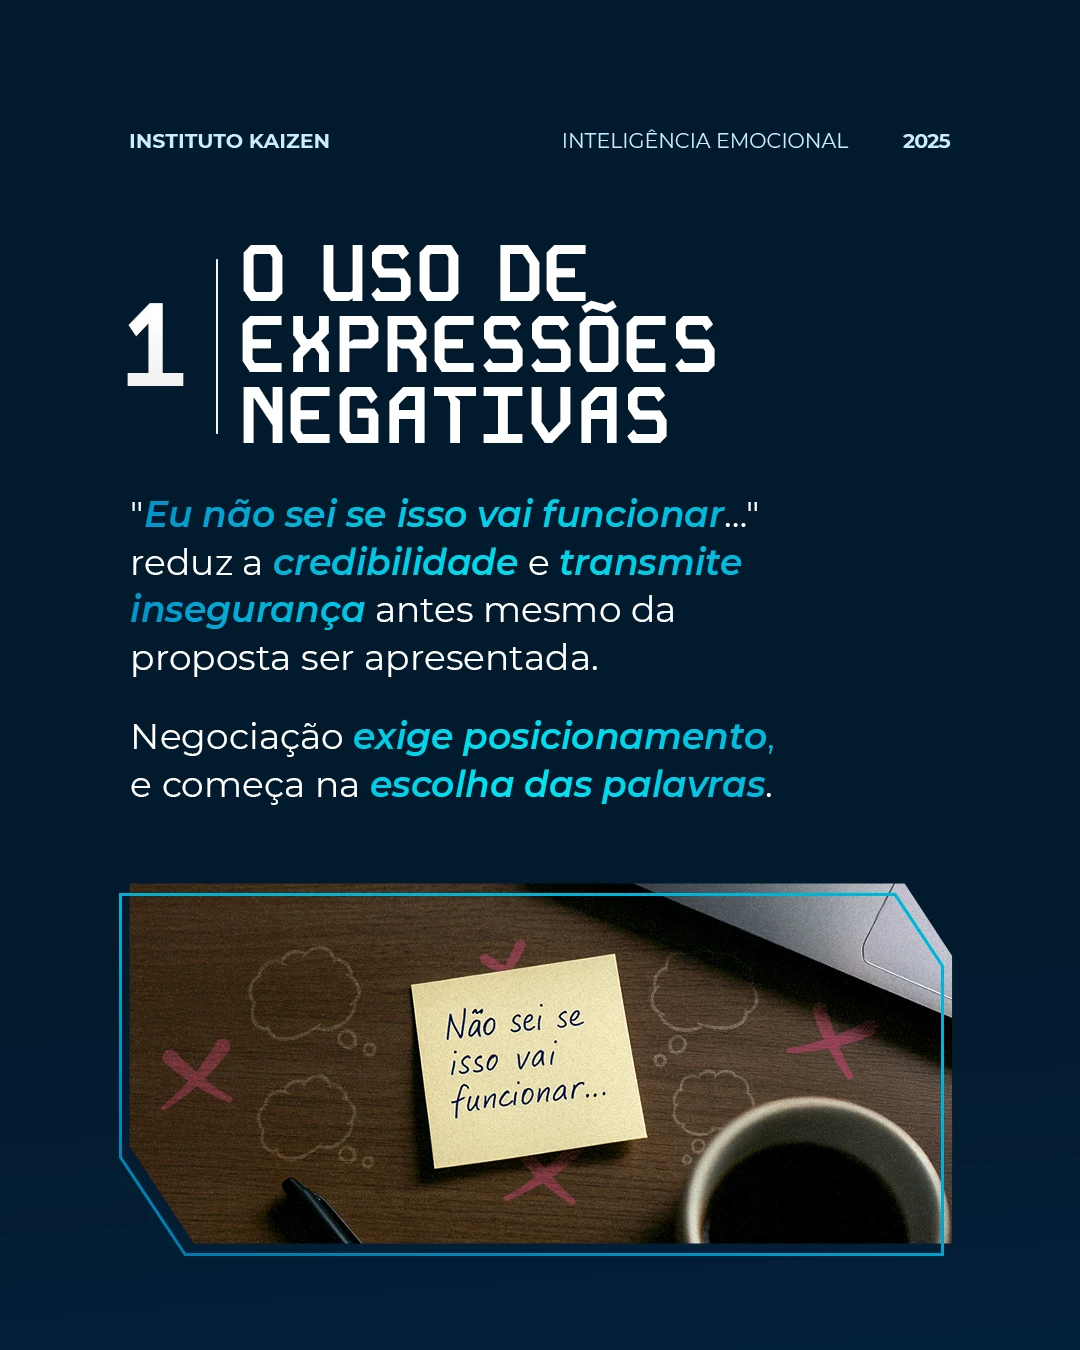 INSTITUTO KAIZEN
INTELIGÊNCIA EMOCIONAL
2025
1
O USO DE
EXPRESSÕES
NEGATIVAS
"Eu não sei se isso vai funcionar..."
reduz a credibilidade e transmite
insegurança antes mesmo da
proposta ser apresentada.
Negociação exige posicionamento,
e começa na escolha das palavras.
Não sei se
isso vai
funcionar...